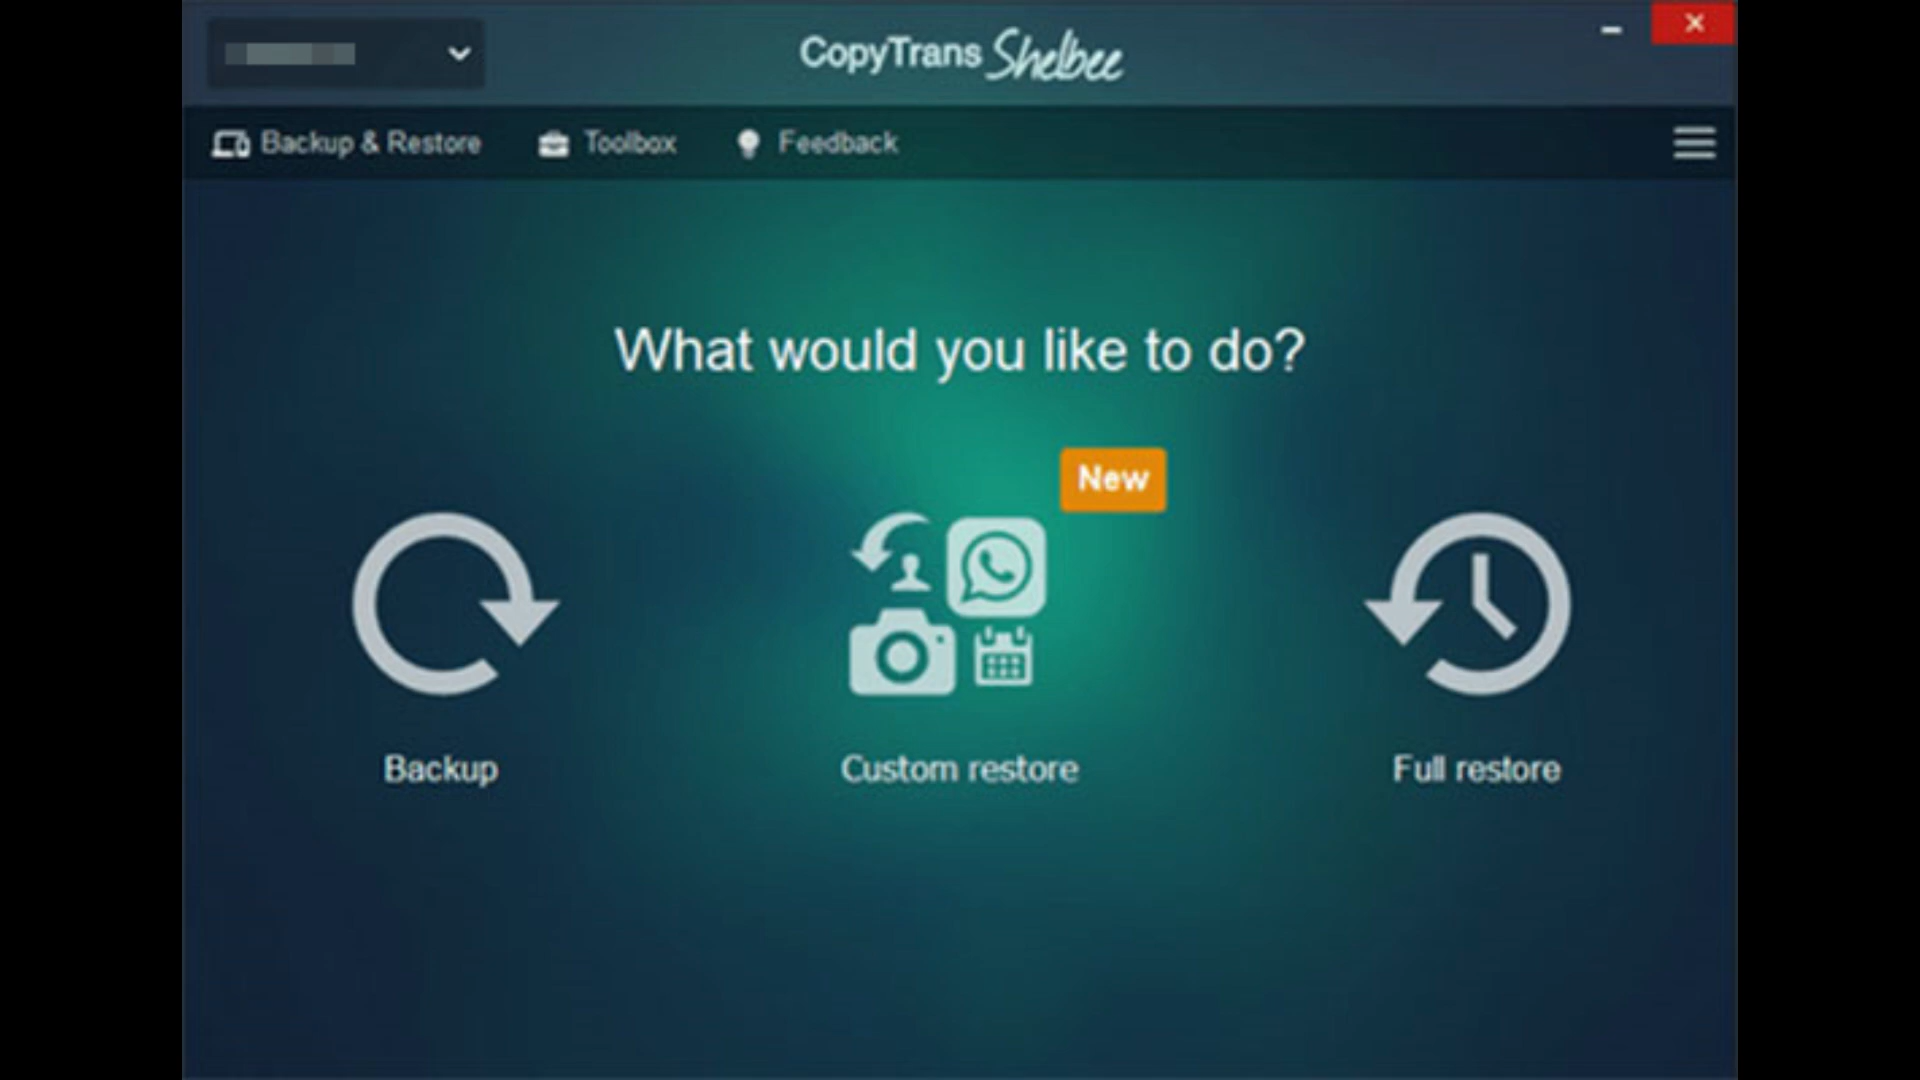 CopyTrans Shelbee
Backup & Restore Toolbox Feedback
What would you like to do?
New
Backup Custom restore Full restore